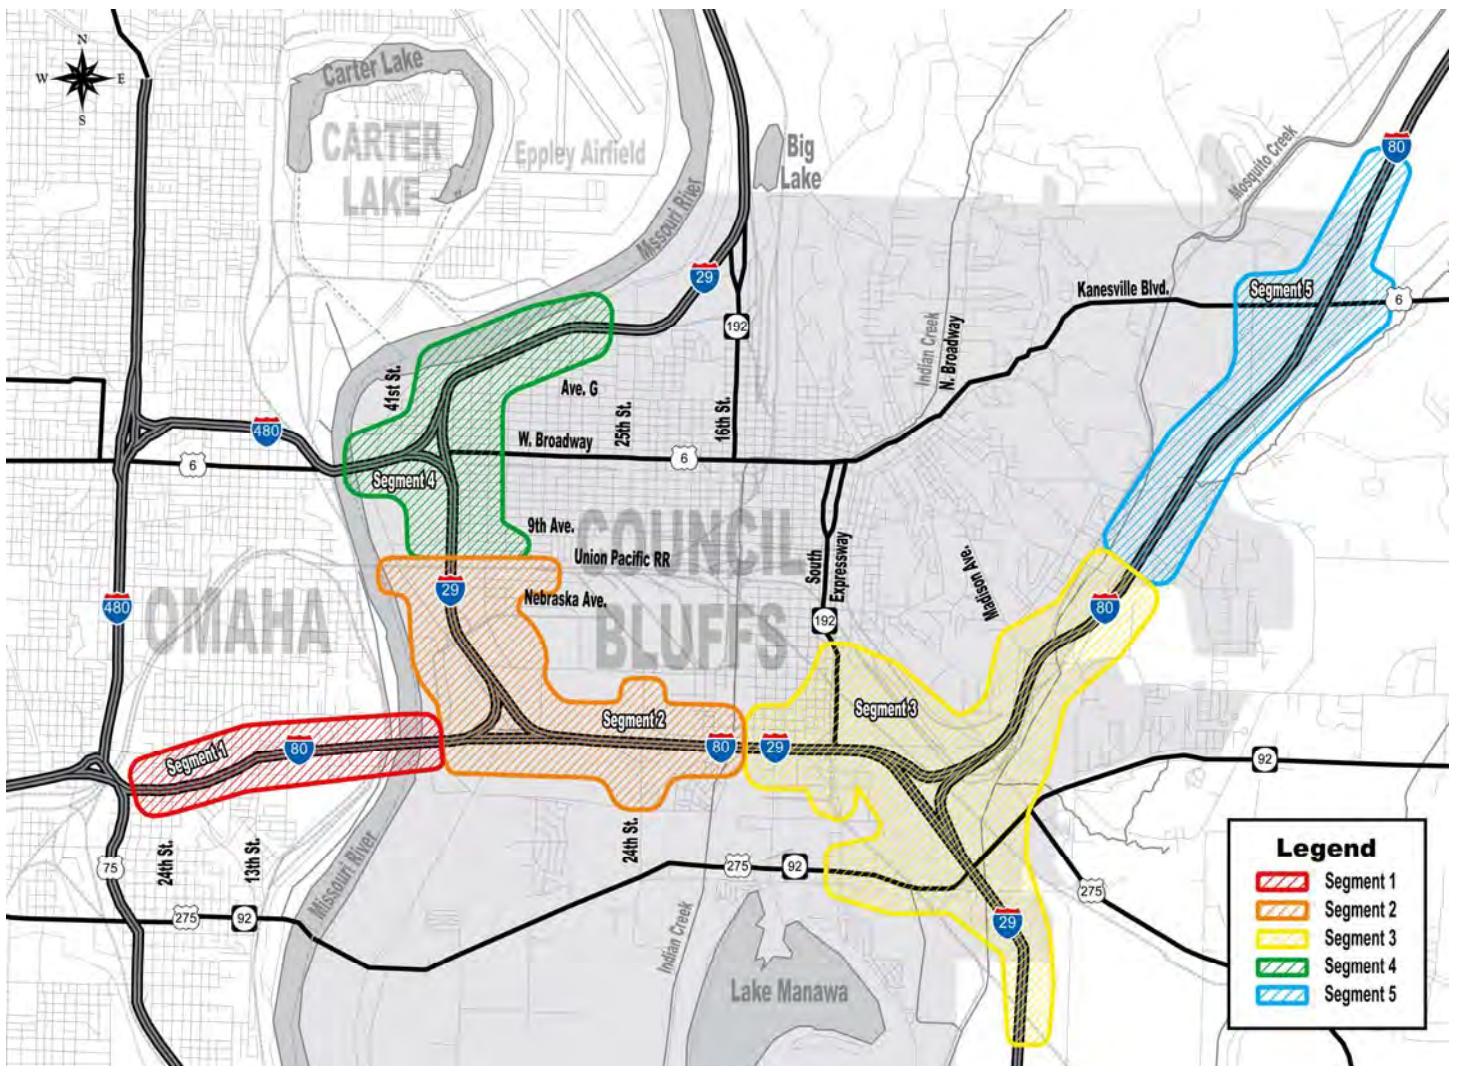 N
W E
S
Carter Lake
CARTER
LAKE
Eppley Airfield
Missouri River
Big
Lake
Mosquito Creek
80
29
192
Kanesville Blvd.
Segment 5
6
Indian Creek
N. Broadway
41st St.
Ave. G
25th St.
16th St.
480
W. Broadway
6
6
Segment 4
9th Ave.
Union Pacific RR
COUNCIL
BLUFFS
South
Expressway
Madison Ave.
29
Nebraska Ave.
480
OMAHA
192
80
Segment 1
80
Segment 2
80
29
Segment 3
92
24th St.
13th St.
Missouri River
24th St.
75
275
92
275
92
275
29
Indian Creek
Lake Manawa
Legend
Segment 1
Segment 2
Segment 3
Segment 4
Segment 5